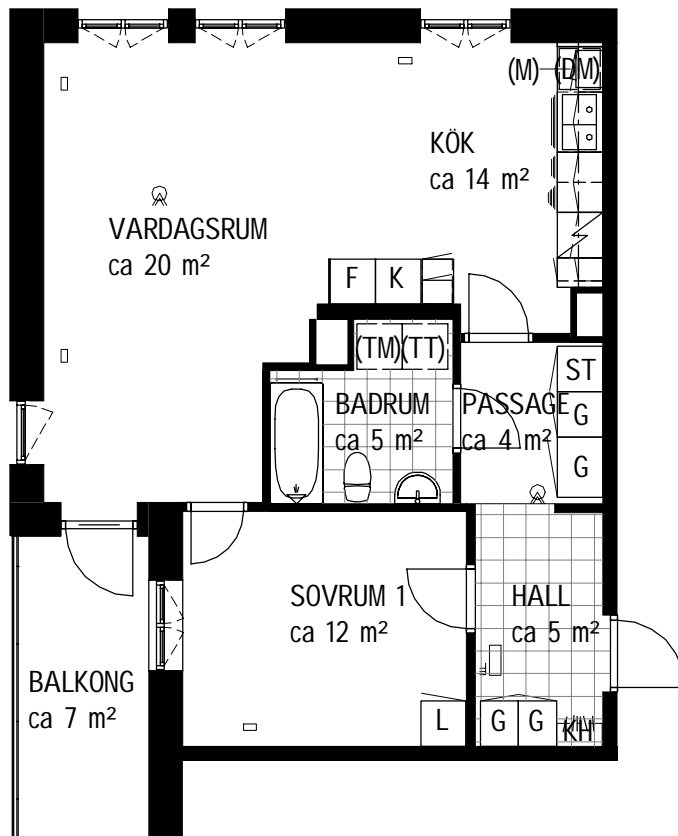 (M) (DM)
KÖK
ca 14 m²
VARDAGSRUM
ca 20 m²
F K
(TM) (TT)
ST
BADRUM
ca 5 m²
PASSAGE
ca 4 m²
G
G
SOVRUM 1
ca 12 m²
HALL
ca 5 m²
BALKONG
ca 7 m²
L G G KH